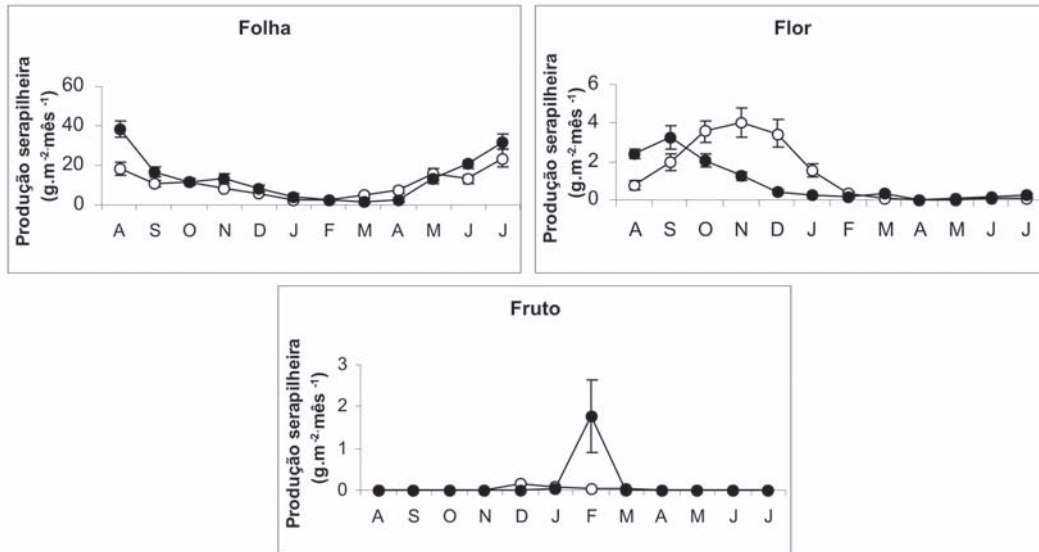 Folha
Produção serapilheira
(g.m⁻²·mês ⁻¹)
60
40
20
0
A S O N D J F M A M J J
Flor
Produção serapilheira
(g.m⁻²·mês ⁻¹)
6
4
2
0
A S O N D J F M A M J J
Fruto
Produção serapilheira
(g.m⁻²·mês ⁻¹)
3
2
1
0
A S O N D J F M A M J J